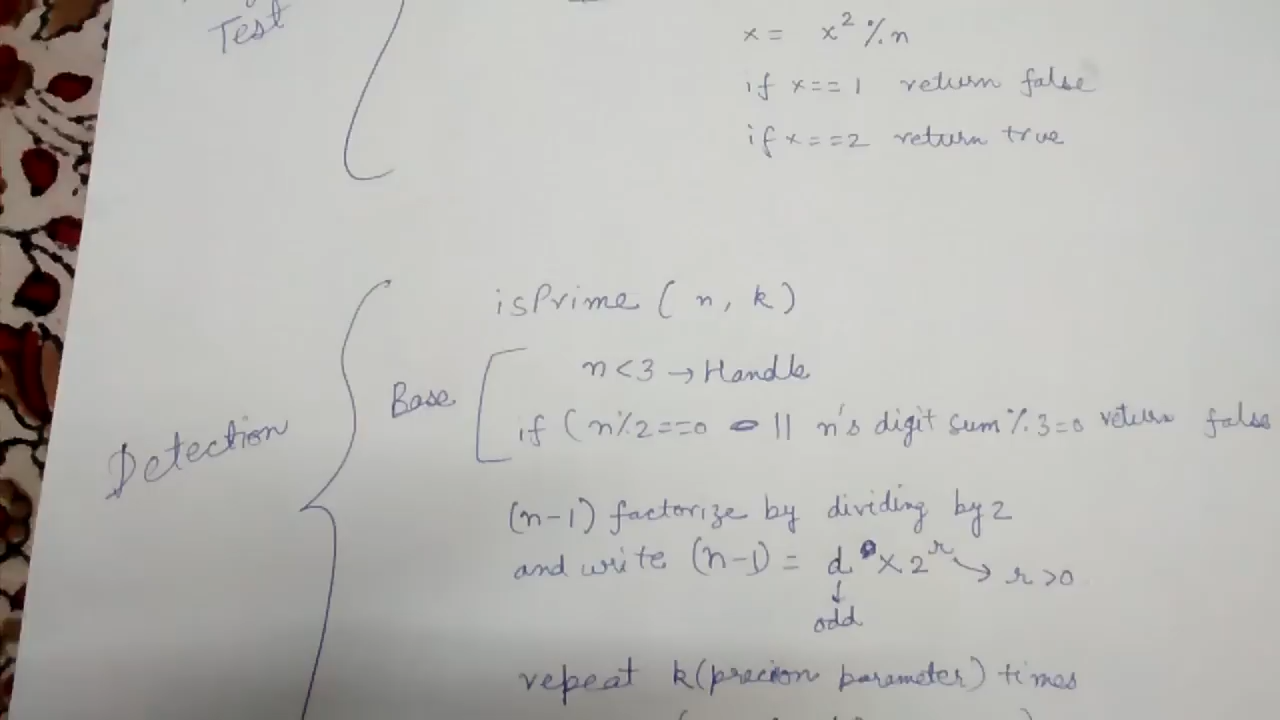 Test
x = x² % n
if x == 1 return false
if x == 2 return true
isPrime ( n, k )
n < 3 → Handle
Base
if ( n%2==0 || n's digit sum % 3=0 return false
Detection
(n-1) factorize by dividing by 2
and write (n-1) = d × 2^r → r > 0
↓
odd
repeat k(precion parameter) times